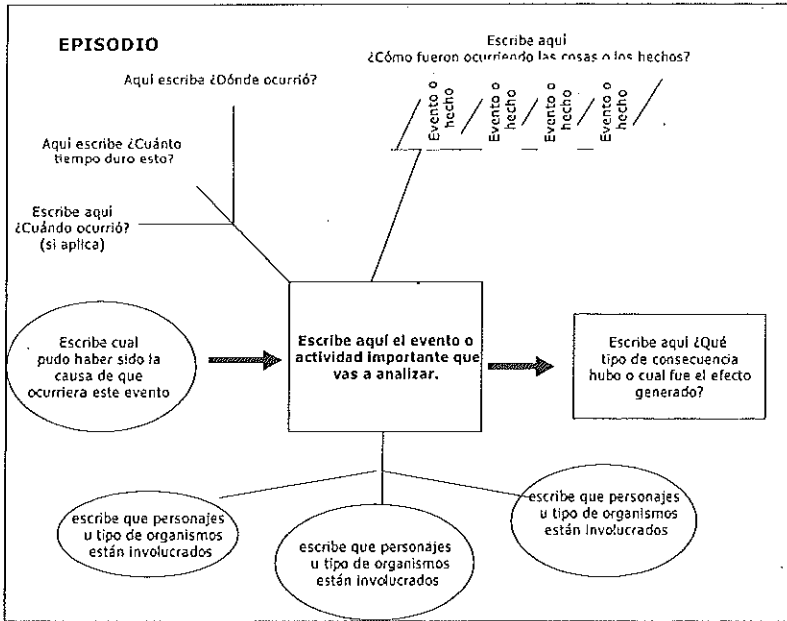 EPISODIO
Escribe aquí
¿Cómo fueron ocurriendo las cosas o los hechos?
Aquí escribe ¿Dónde ocurrió?
Evento o
hecho
Evento o
hecho
Evento o
hecho
Evento o
hecho
Aquí escribe ¿Cuánto
tiempo duro esto?
Escribe aquí
¿Cuándo ocurrió?
(si aplica)
Escribe cual
pudo haber sido la
causa de que
ocurriera este evento
Escribe aquí el evento o
actividad importante que
vas a analizar.
Escribe aqui ¿Qué
tipo de consecuencia
hubo o cual fue el efecto
generado?
escribe que personajes
u tipo de organismos
están involucrados
escribe que personajes
u tipo de organismos
están involucrados
escribe que personajes
u tipo de organismos
están involucrados